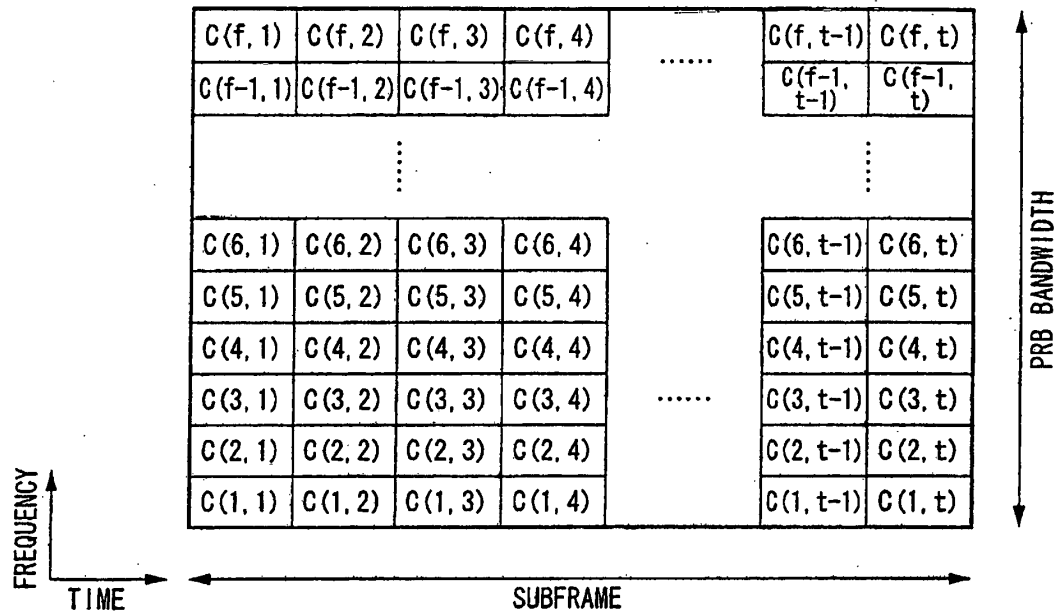 C(f, 1) C(f, 2) C(f, 3) C(f, 4) ...... C(f, t-1) C(f, t)
C(f-1, 1) C(f-1, 2) C(f-1, 3) C(f-1, 4) C(f-1, t-1) C(f-1, t)
C(6, 1) C(6, 2) C(6, 3) C(6, 4) C(6, t-1) C(6, t)
C(5, 1) C(5, 2) C(5, 3) C(5, 4) C(5, t-1) C(5, t)
C(4, 1) C(4, 2) C(4, 3) C(4, 4) C(4, t-1) C(4, t)
C(3, 1) C(3, 2) C(3, 3) C(3, 4) ...... C(3, t-1) C(3, t)
C(2, 1) C(2, 2) C(2, 3) C(2, 4) C(2, t-1) C(2, t)
C(1, 1) C(1, 2) C(1, 3) C(1, 4) C(1, t-1) C(1, t)
PRB BANDWIDTH
FREQUENCY
TIME
SUBFRAME